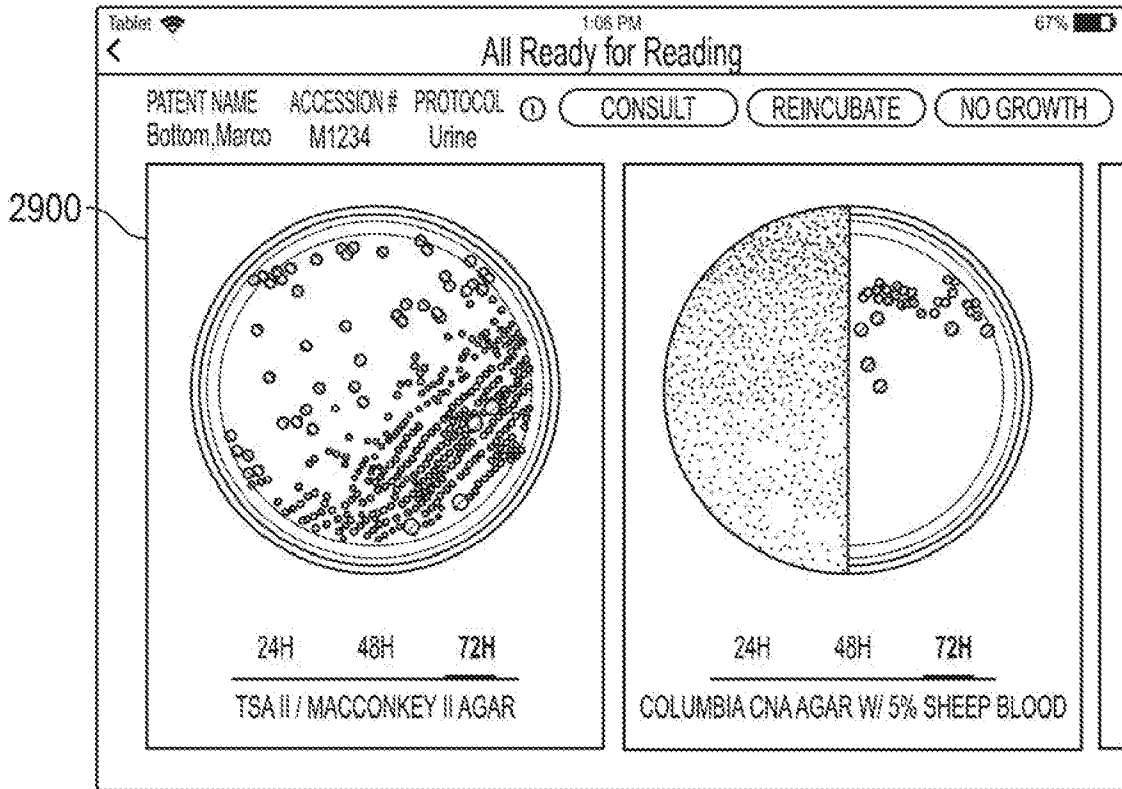 Tablet 1:06 PM 67%
< All Ready for Reading
PATENT NAME ACCESSION # PROTOCOL CONSULT REINCUBATE NO GROWTH
Bottom,Marco M1234 Urine
2900
24H 48H 72H 24H 48H 72H
TSA II / MACCONKEY II AGAR COLUMBIA CNA AGAR W/ 5% SHEEP BLOOD